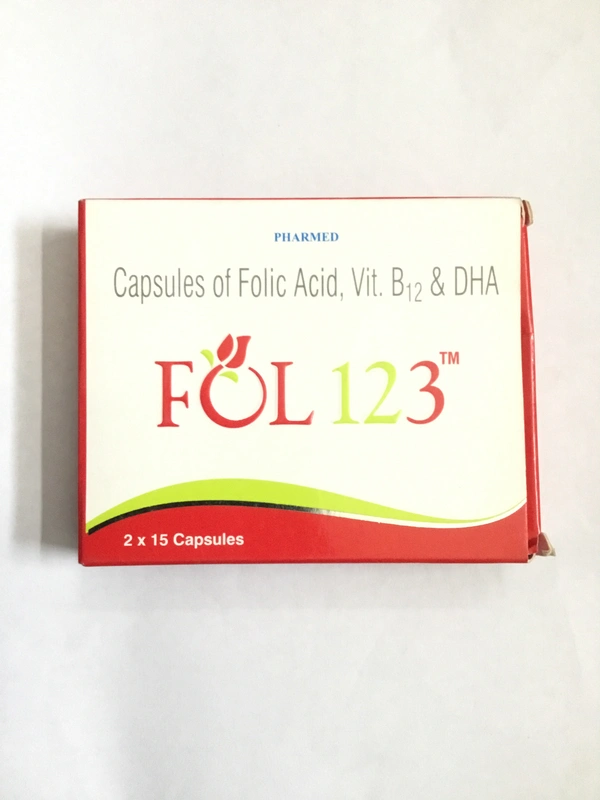 PHARMED
Capsules of Folic Acid, Vit. B₁₂ & DHA
FOL 123™
2 x 15 Capsules